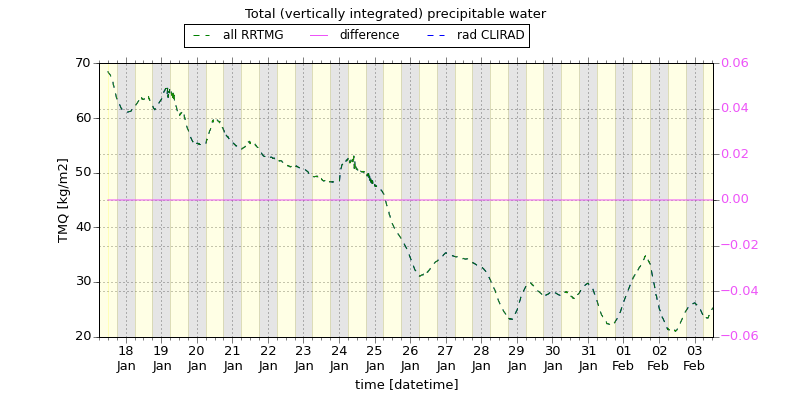 Total (vertically integrated) precipitable water
all RRTMG difference rad CLIRAD
70 0.06
60 0.04
50 0.02
40 0.00
30 −0.02
20 −0.04
−0.06
TMQ [kg/m2]
18 19 20 21 22 23 24 25 26 27 28 29 30 31 01 02 03
Jan Jan Jan Jan Jan Jan Jan Jan Jan Jan Jan Jan Jan Jan Feb Feb Feb
time [datetime]